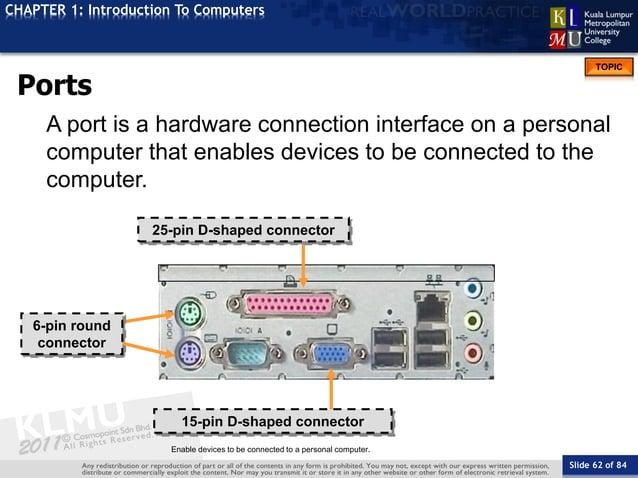 CHAPTER 1: Introduction To Computers
REALWORLDPRACTICE
KL
MU
Kuala Lumpur
Metropolitan
University
College
TOPIC
Ports
A port is a hardware connection interface on a personal
computer that enables devices to be connected to the
computer.
25-pin D-shaped connector
6-pin round
connector
15-pin D-shaped connector
KLMU
2011© Cosmopoint Sdn Bhd.
All Rights Reserved.
Enable devices to be connected to a personal computer.
Any redistribution or reproduction of part or all of the contents in any form is prohibited. You may not, except with our express written permission,
distribute or commercially exploit the content. Nor may you transmit it or store it in any other website or other form of electronic retrieval system.
Slide 62 of 84